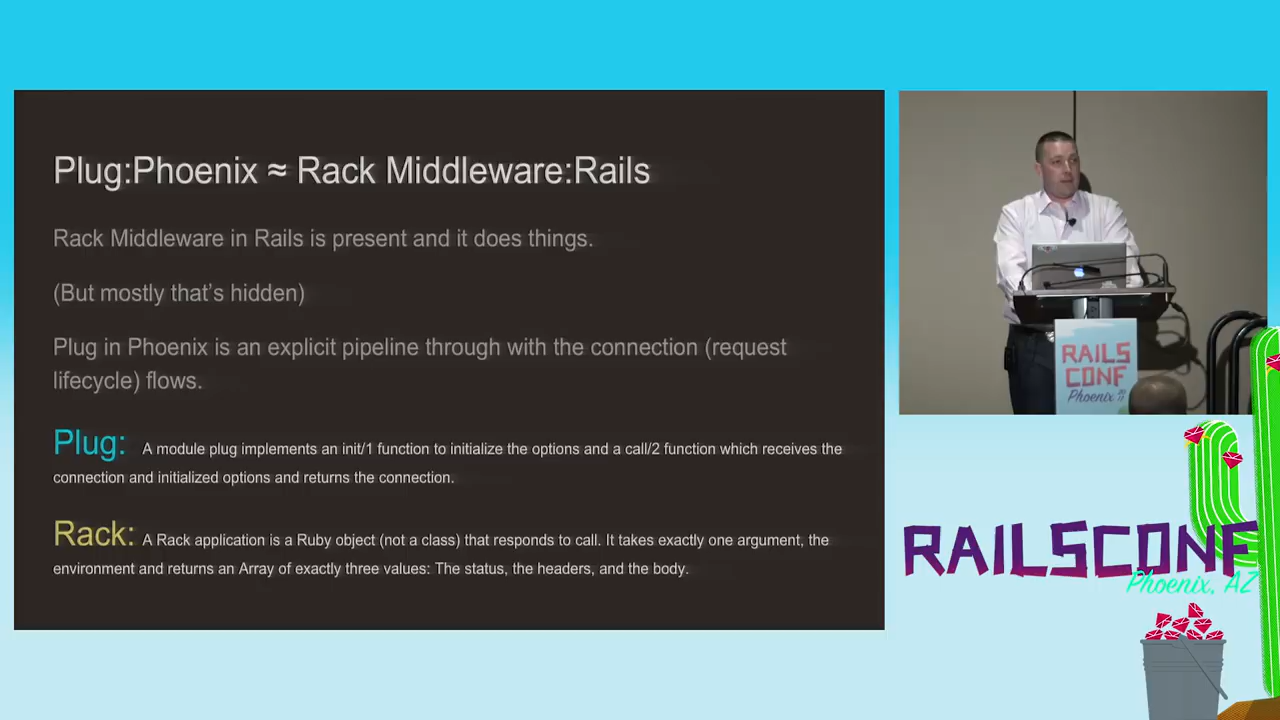 Plug:Phoenix ≈ Rack Middleware:Rails
Rack Middleware in Rails is present and it does things.
(But mostly that's hidden)
Plug in Phoenix is an explicit pipeline through with the connection (request
lifecycle) flows.
Plug: A module plug implements an init/1 function to initialize the options and a call/2 function which receives the
connection and initialized options and returns the connection.
Rack: A Rack application is a Ruby object (not a class) that responds to call. It takes exactly one argument, the
environment and returns an Array of exactly three values: The status, the headers, and the body.
RAILS
CONF
Phoenix 2017
RAILSCONF
Phoenix, AZ